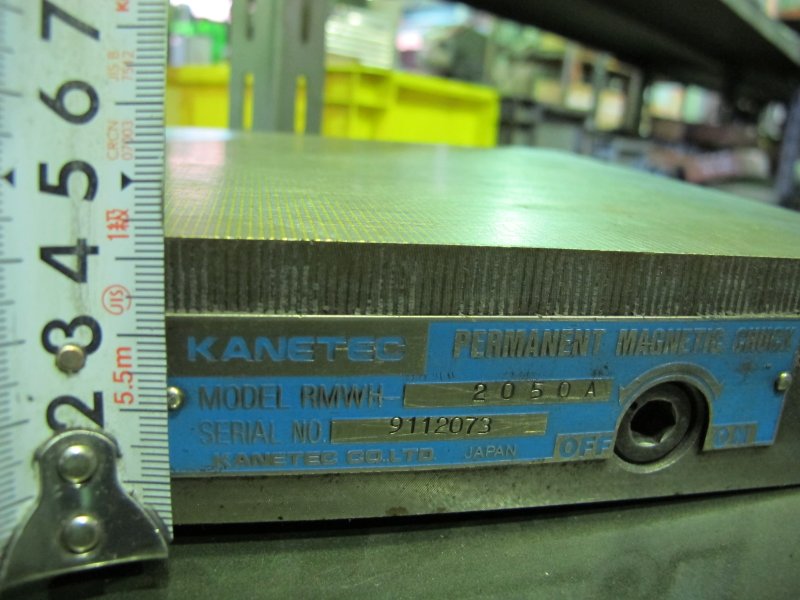 KANETEC
PERMANENT MAGNETIC CHUCK
MODEL RMWH- 2050A
SERIAL NO. 9112073
KANETEC CO.LTD. JAPAN
OFF
ON
7
6
5
4
3
2
1級
JIS
5.5m